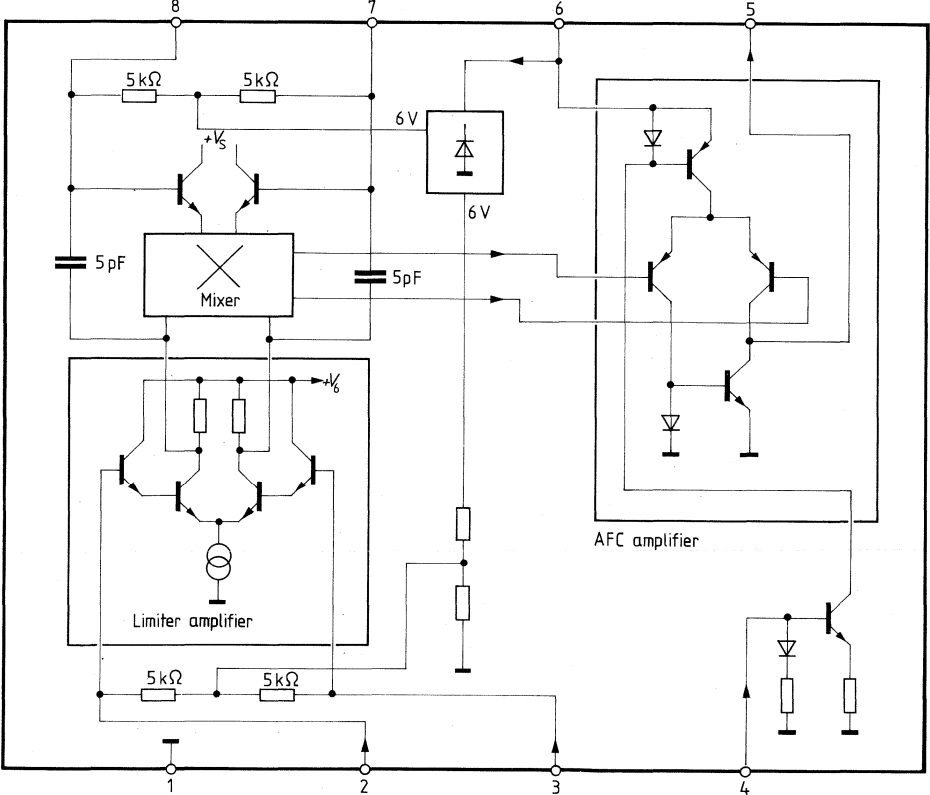 8 7 6 5
5kΩ 5kΩ
6V
+Vs
6V
5pF 5pF
Mixer
+V6
AFC amplifier
Limiter amplifier
5kΩ 5kΩ
1 2 3 4